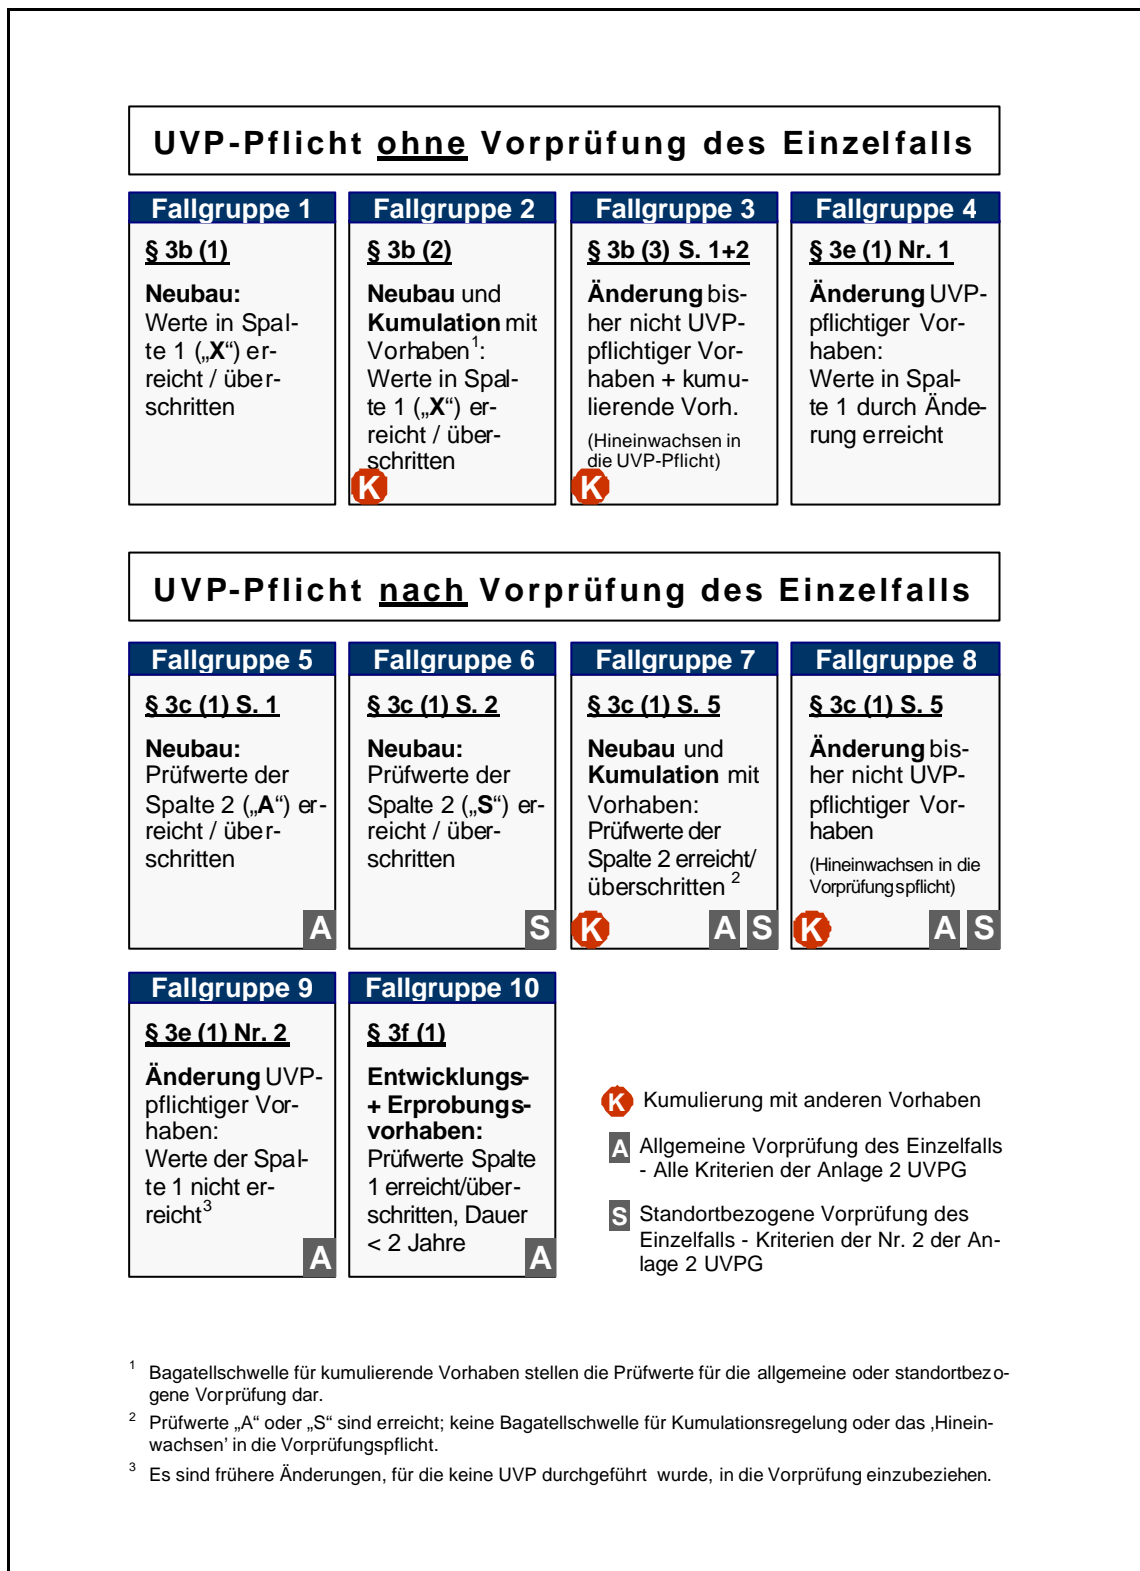 UVP-Pflicht ohne Vorprüfung des Einzelfalls
Fallgruppe 1
§ 3b (1)
Neubau:
Werte in Spal-
te 1 („X“) er-
reicht / über-
schritten
Fallgruppe 2
§ 3b (2)
Neubau und
Kumulation mit
Vorhaben1:
Werte in Spal-
te 1 („X“) er-
reicht / über-
schritten
K
Fallgruppe 3
§ 3b (3) S. 1+2
Änderung bis-
her nicht UVP-
pflichtiger Vor-
haben + kumu-
lierende Vorh.
(Hineinwachsen in
die UVP-Pflicht)
K
Fallgruppe 4
§ 3e (1) Nr. 1
Änderung UVP-
pflichtiger Vor-
haben:
Werte in Spal-
te 1 durch Ände-
rung erreicht
UVP-Pflicht nach Vorprüfung des Einzelfalls
Fallgruppe 5
§ 3c (1) S. 1
Neubau:
Prüfwerte der
Spalte 2 („A“) er-
reicht / über-
schritten
A
Fallgruppe 6
§ 3c (1) S. 2
Neubau:
Prüfwerte der
Spalte 2 („S“) er-
reicht / über-
schritten
S
Fallgruppe 7
§ 3c (1) S. 5
Neubau und
Kumulation mit
Vorhaben:
Prüfwerte der
Spalte 2 erreicht/
überschritten 2
K A S
Fallgruppe 8
§ 3c (1) S. 5
Änderung bis-
her nicht UVP-
pflichtiger Vor-
haben
(Hineinwachsen in die
Vorprüfungspflicht)
K A S
Fallgruppe 9
§ 3e (1) Nr. 2
Änderung UVP-
pflichtiger Vor-
haben:
Werte der Spal-
te 1 nicht er-
reicht3
A
Fallgruppe 10
§ 3f (1)
Entwicklungs-
+ Erprobungs-
vorhaben:
Prüfwerte Spalte
1 erreicht/über-
schritten, Dauer
< 2 Jahre
A
K Kumulierung mit anderen Vorhaben
A Allgemeine Vorprüfung des Einzelfalls
- Alle Kriterien der Anlage 2 UVPG
S Standortbezogene Vorprüfung des
Einzelfalls - Kriterien der Nr. 2 der An-
lage 2 UVPG
1 Bagatellschwelle für kumulierende Vorhaben stellen die Prüfwerte für die allgemeine oder standortbezo-
gene Vorprüfung dar.
2 Prüfwerte „A“ oder „S“ sind erreicht; keine Bagatellschwelle für Kumulationsregelung oder das ‚Hinein-
wachsen’ in die Vorprüfungspflicht.
3 Es sind frühere Änderungen, für die keine UVP durchgeführt wurde, in die Vorprüfung einzubeziehen.